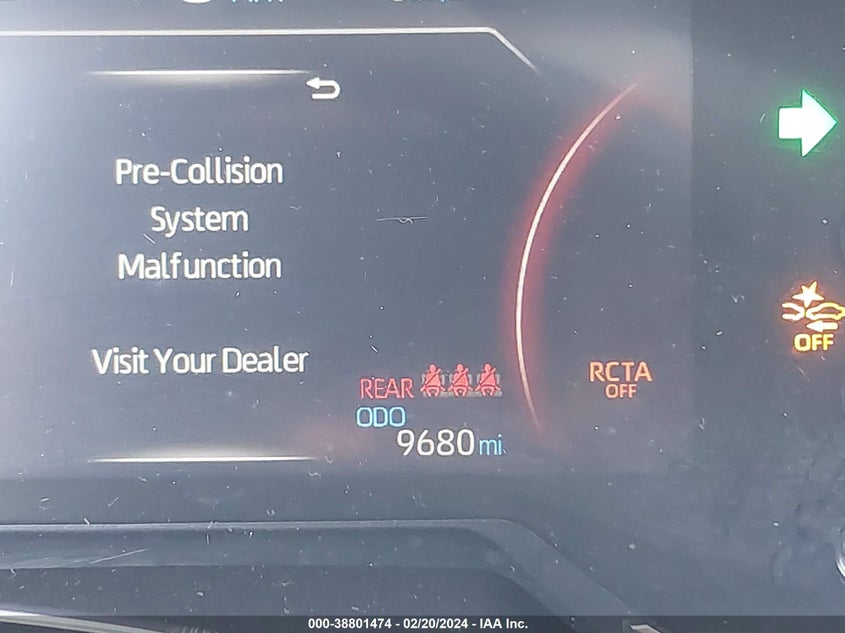 Pre-Collision
System
Malfunction
Visit Your Dealer
REAR
ODO
9680 mi
RCTA
OFF
OFF
000-38801474 - 02/20/2024 - IAA Inc.